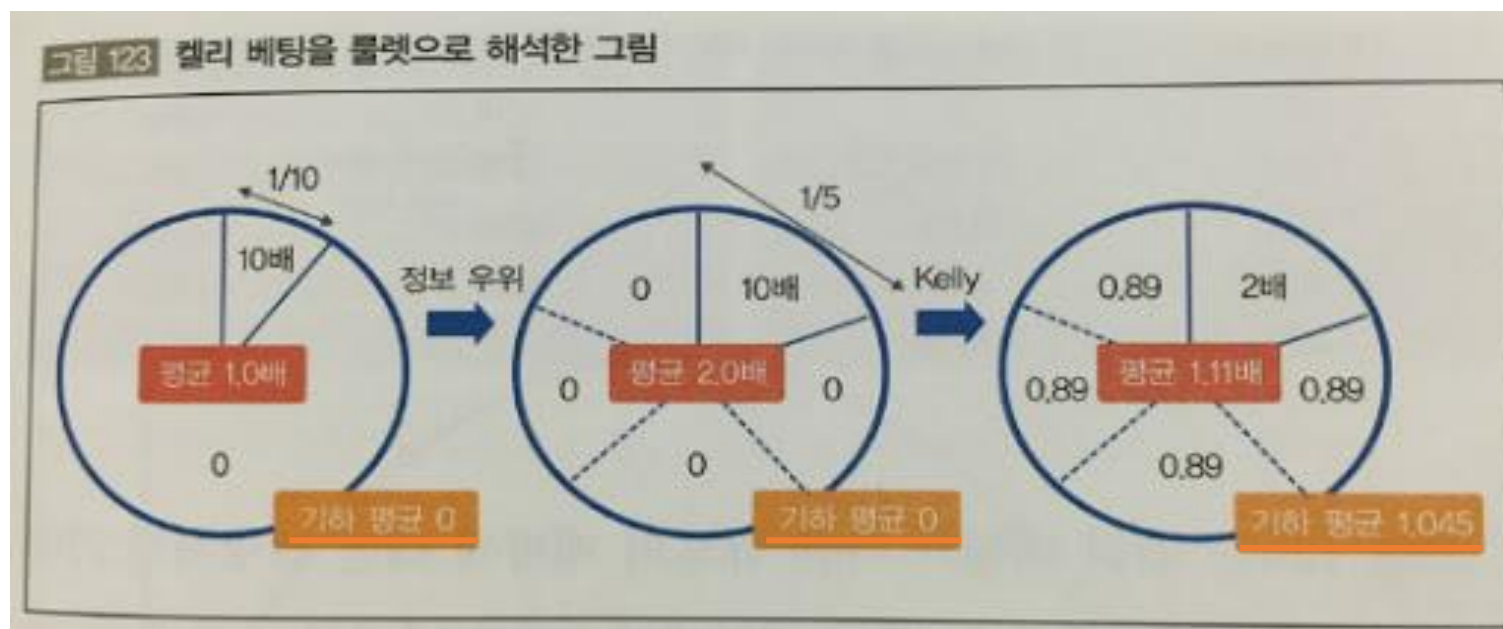 그림 123 켈리 베팅을 룰렛으로 해석한 그림
1/10
10배
평균 1.0배
0
기하 평균 0
정보 우위
1/5
0
10배
평균 2.0배
0
0
0
기하 평균 0
Kelly
0.89
2배
평균 1.11배
0.89
0.89
0.89
기하 평균 1.045